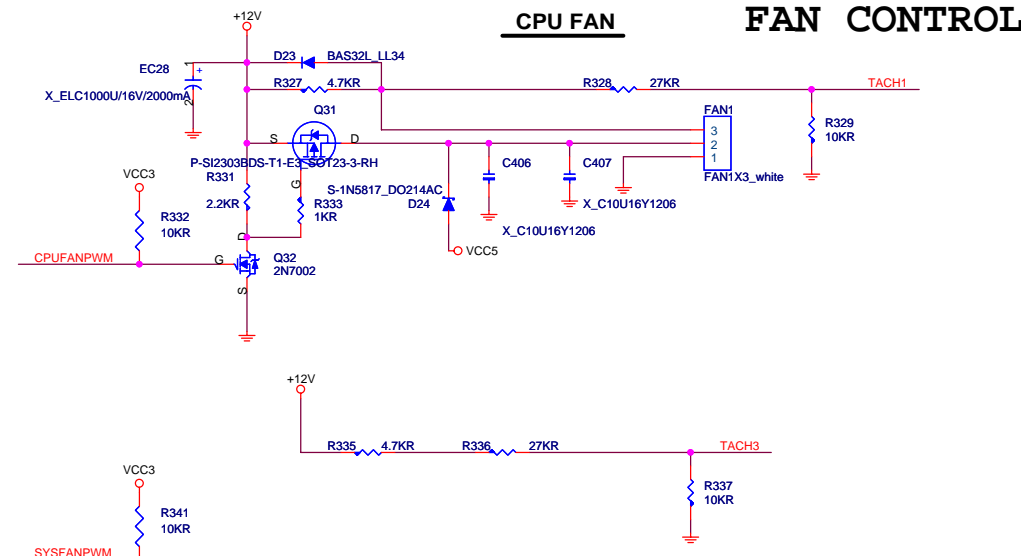 CPU FAN
FAN CONTROL
+12V
D23 BAS32L_LL34
EC28
1
+
2
X_ELC1000U/16V/2000mA
R327 4.7KR
R328 27KR
TACH1
Q31
S
D
G
P-SI2303BDS-T1-E3_SOT23-3-RH
FAN1
3
2
1
FAN1X3_white
R329
10KR
C406
X_C10U16Y1206
C407
X_C10U16Y1206
VCC3
R331
2.2KR
R333
1KR
S-1N5817_DO214AC
D24
VCC5
R332
10KR
CPUFANPWM
G
D
S
Q32
2N7002
+12V
R335 4.7KR
R336 27KR
TACH3
R337
10KR
VCC3
R341
10KR
SYSFANPWM